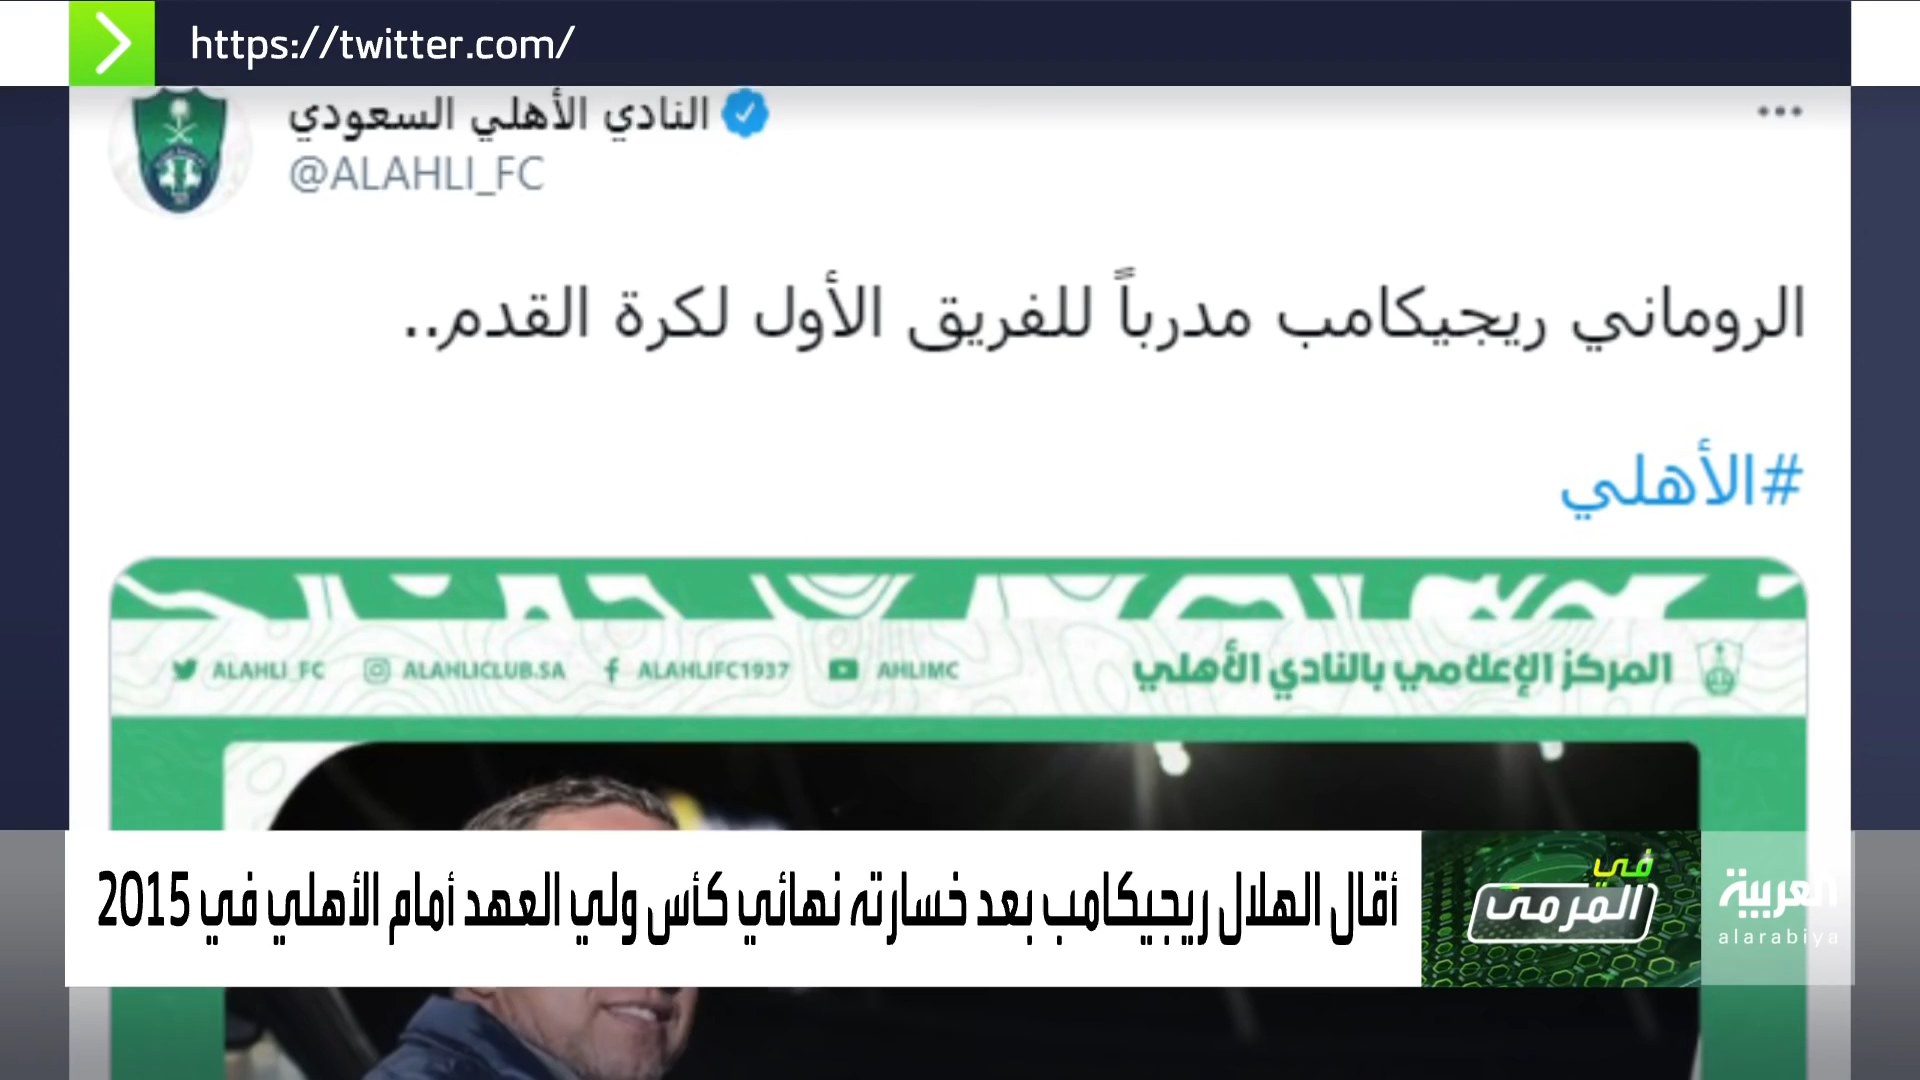 https://twitter.com/
النادي الأهلي السعودي
@ALAHLI_FC
الروماني ريجيكامب مدرباً للفريق الأول لكرة القدم..
#الأهلي
ALAHLI_FC ALAHLICLUB.SA ALAHLIFC1937 AHLIMC المركز الإعلامي بالنادي الأهلي
أقال الهلال ريجيكامب بعد خسارته نهائي كأس ولي العهد أمام الأهلي في 2015
في
المرمى
العربية
alarabiya